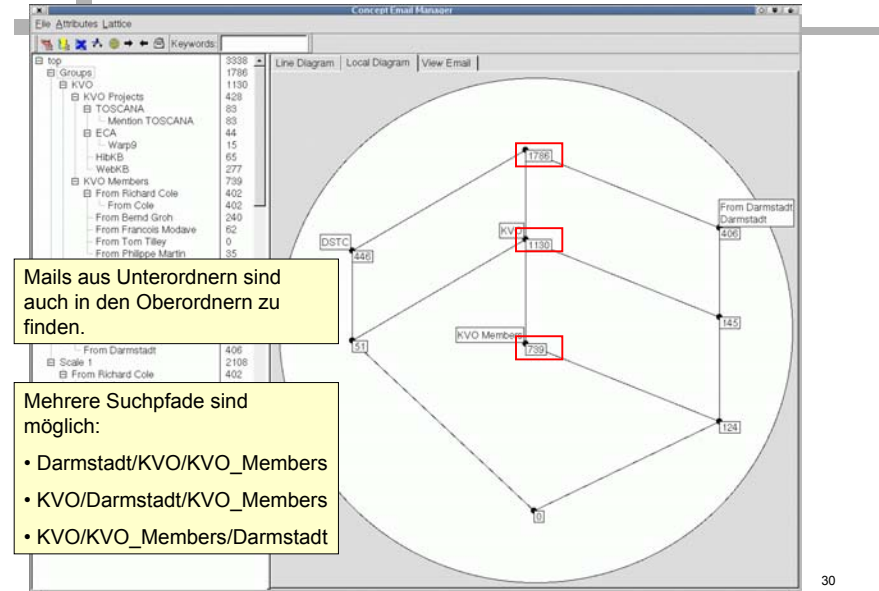 Concept Email Manager
File Attributes Lattice
Keywords:
top 3338
Groups 1786
KVO 1130
KVO Projects 428
TOSCANA 83
Mention TOSCANA 83
ECA 44
Warp9 15
HibKB 65
WebKB 277
KVO Members 739
From Richard Cole 402
From Cole 402
From Bernd Groh 240
From Francois Modave 62
From Tom Tilley 0
From Philippe Martin 35
Mails aus Unterordnern sind
auch in den Oberordnern zu
finden.
From Darmstadt 406
Scale 1 2108
From Richard Cole 402
Mehrere Suchpfade sind
möglich:
• Darmstadt/KVO/KVO_Members
• KVO/Darmstadt/KVO_Members
• KVO/KVO_Members/Darmstadt
Line Diagram Local Diagram View Email
1786
From Darmstadt
Darmstadt
406
KVO
1130
DSTC
446
145
KVO Members
739
51
124
0
30